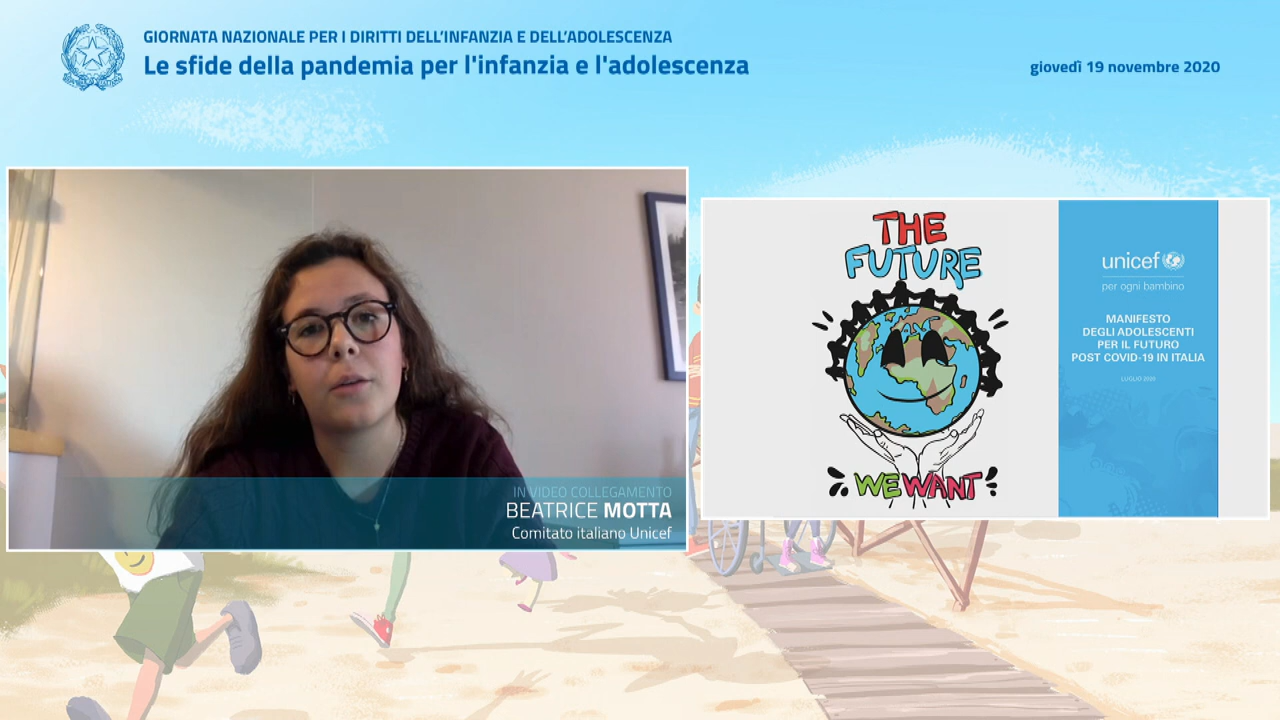 GIORNATA NAZIONALE PER I DIRITTI DELL'INFANZIA E DELL'ADOLESCENZA
Le sfide della pandemia per l'infanzia e l'adolescenza
giovedì 19 novembre 2020
THE
FUTURE
WE WANT
unicef
per ogni bambino
MANIFESTO
DEGLI ADOLESCENTI
PER IL FUTURO
POST COVID-19 IN ITALIA
LUGLIO 2020
IN VIDEO COLLEGAMENTO
BEATRICE MOTTA
Comitato italiano Unicef